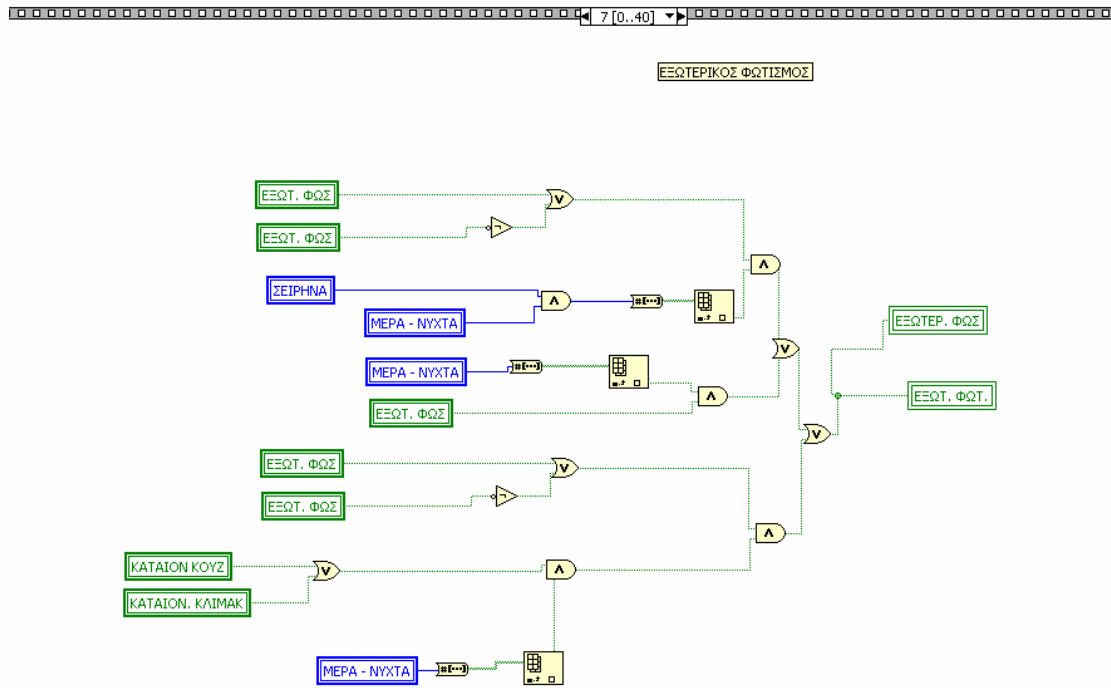 7 [0..40]
ΕΞΩΤΕΡΙΚΟΣ ΦΩΤΙΣΜΟΣ
ΕΞΩΤ. ΦΩΣ
ΕΞΩΤ. ΦΩΣ
ΣΕΙΡΗΝΑ
ΜΕΡΑ - ΝΥΧΤΑ
ΕΞΩΤΕΡ. ΦΩΣ
ΜΕΡΑ - ΝΥΧΤΑ
ΕΞΩΤ. ΦΩΤ.
ΕΞΩΤ. ΦΩΣ
ΕΞΩΤ. ΦΩΣ
ΕΞΩΤ. ΦΩΣ
ΚΑΤΑΙΟΝ ΚΟΥΖ
ΚΑΤΑΙΟΝ. ΚΛΙΜΑΚ
ΜΕΡΑ - ΝΥΧΤΑ